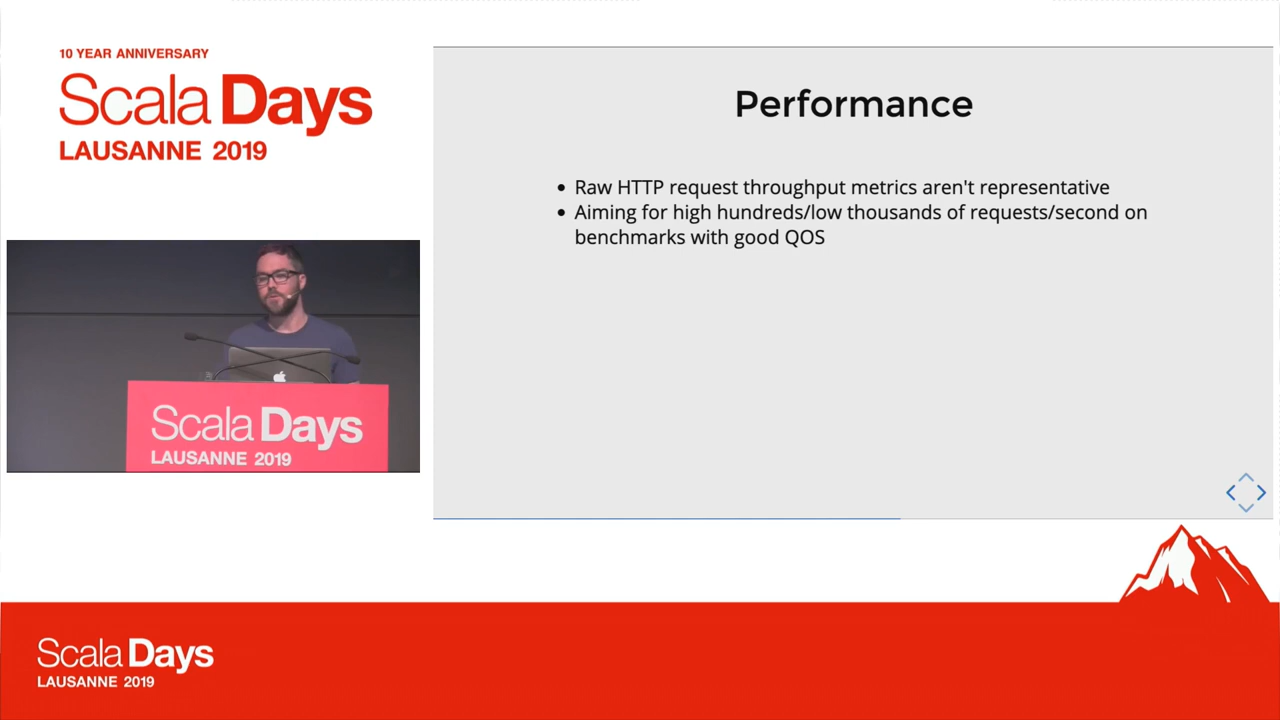 10 YEAR ANNIVERSARY
Scala Days
LAUSANNE 2019
Performance
• Raw HTTP request throughput metrics aren't representative
• Aiming for high hundreds/low thousands of requests/second on
benchmarks with good QOS
Scala Days
LAUSANNE 2019
Scala Days
LAUSANNE 2019